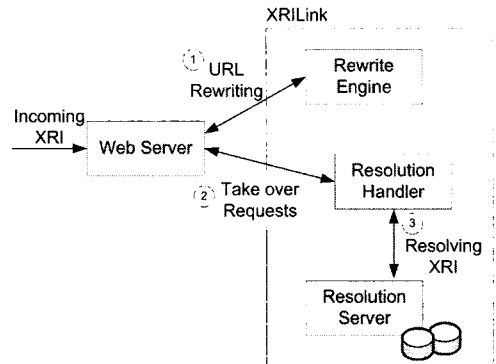 XRILink
1
URL
Rewriting
Rewrite
Engine
Incoming
XRI
Web Server
2
Take over
Requests
Resolution
Handler
3
Resolving
XRI
Resolution
Server